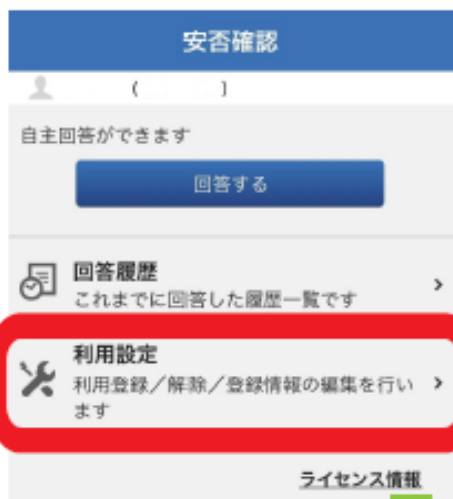 安否確認
( )
自主回答ができます
回答する
回答履歴
これまでに回答した履歴一覧です
利用設定
利用登録／解除／登録情報の編集を行い
ます
ライセンス情報